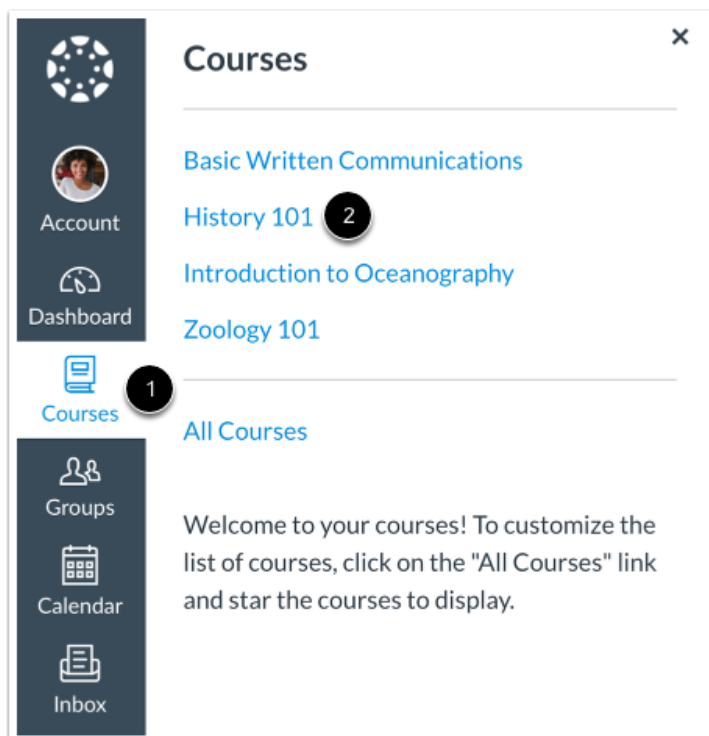 Courses
×
Account
Dashboard
Courses 1
Groups
Calendar
Inbox
Basic Written Communications
History 101 2
Introduction to Oceanography
Zoology 101
All Courses
Welcome to your courses! To customize the
list of courses, click on the "All Courses" link
and star the courses to display.